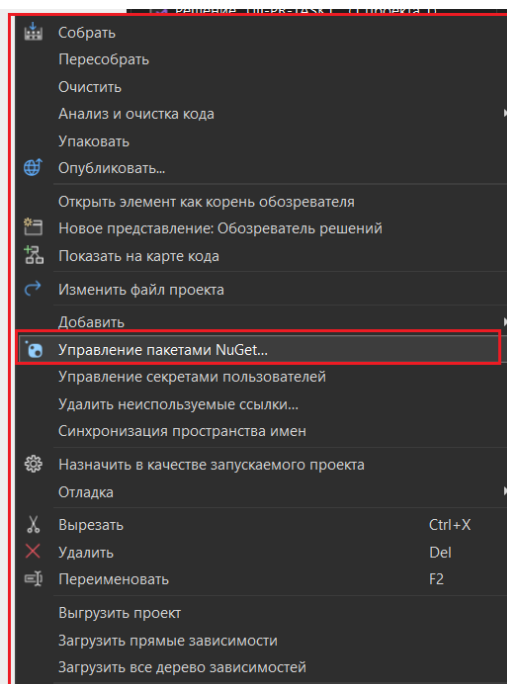 Собрать
Пересобрать
Очистить
Анализ и очистка кода
Упаковать
Опубликовать...
Открыть элемент как корень обозревателя
Новое представление: Обозреватель решений
Показать на карте кода
Изменить файл проекта
Добавить
Управление пакетами NuGet...
Управление секретами пользователей
Удалить неиспользуемые ссылки...
Синхронизация пространства имен
Назначить в качестве запускаемого проекта
Отладка
Вырезать Ctrl+X
Удалить Del
Переименовать F2
Выгрузить проект
Загрузить прямые зависимости
Загрузить все дерево зависимостей